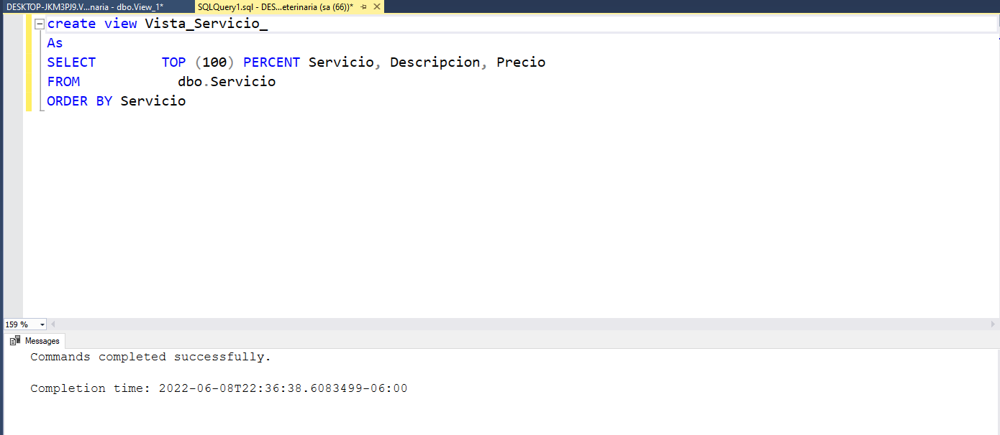 DESKTOP-JKM3PJ9.V...naria - dbo.View_1* SQLQuery1.sql - DES...eterinaria (sa (66))*
create view Vista_Servicio_
As
SELECT TOP (100) PERCENT Servicio, Descripcion, Precio
FROM dbo.Servicio
ORDER BY Servicio
159 %
Messages
Commands completed successfully.
Completion time: 2022-06-08T22:36:38.6083499-06:00